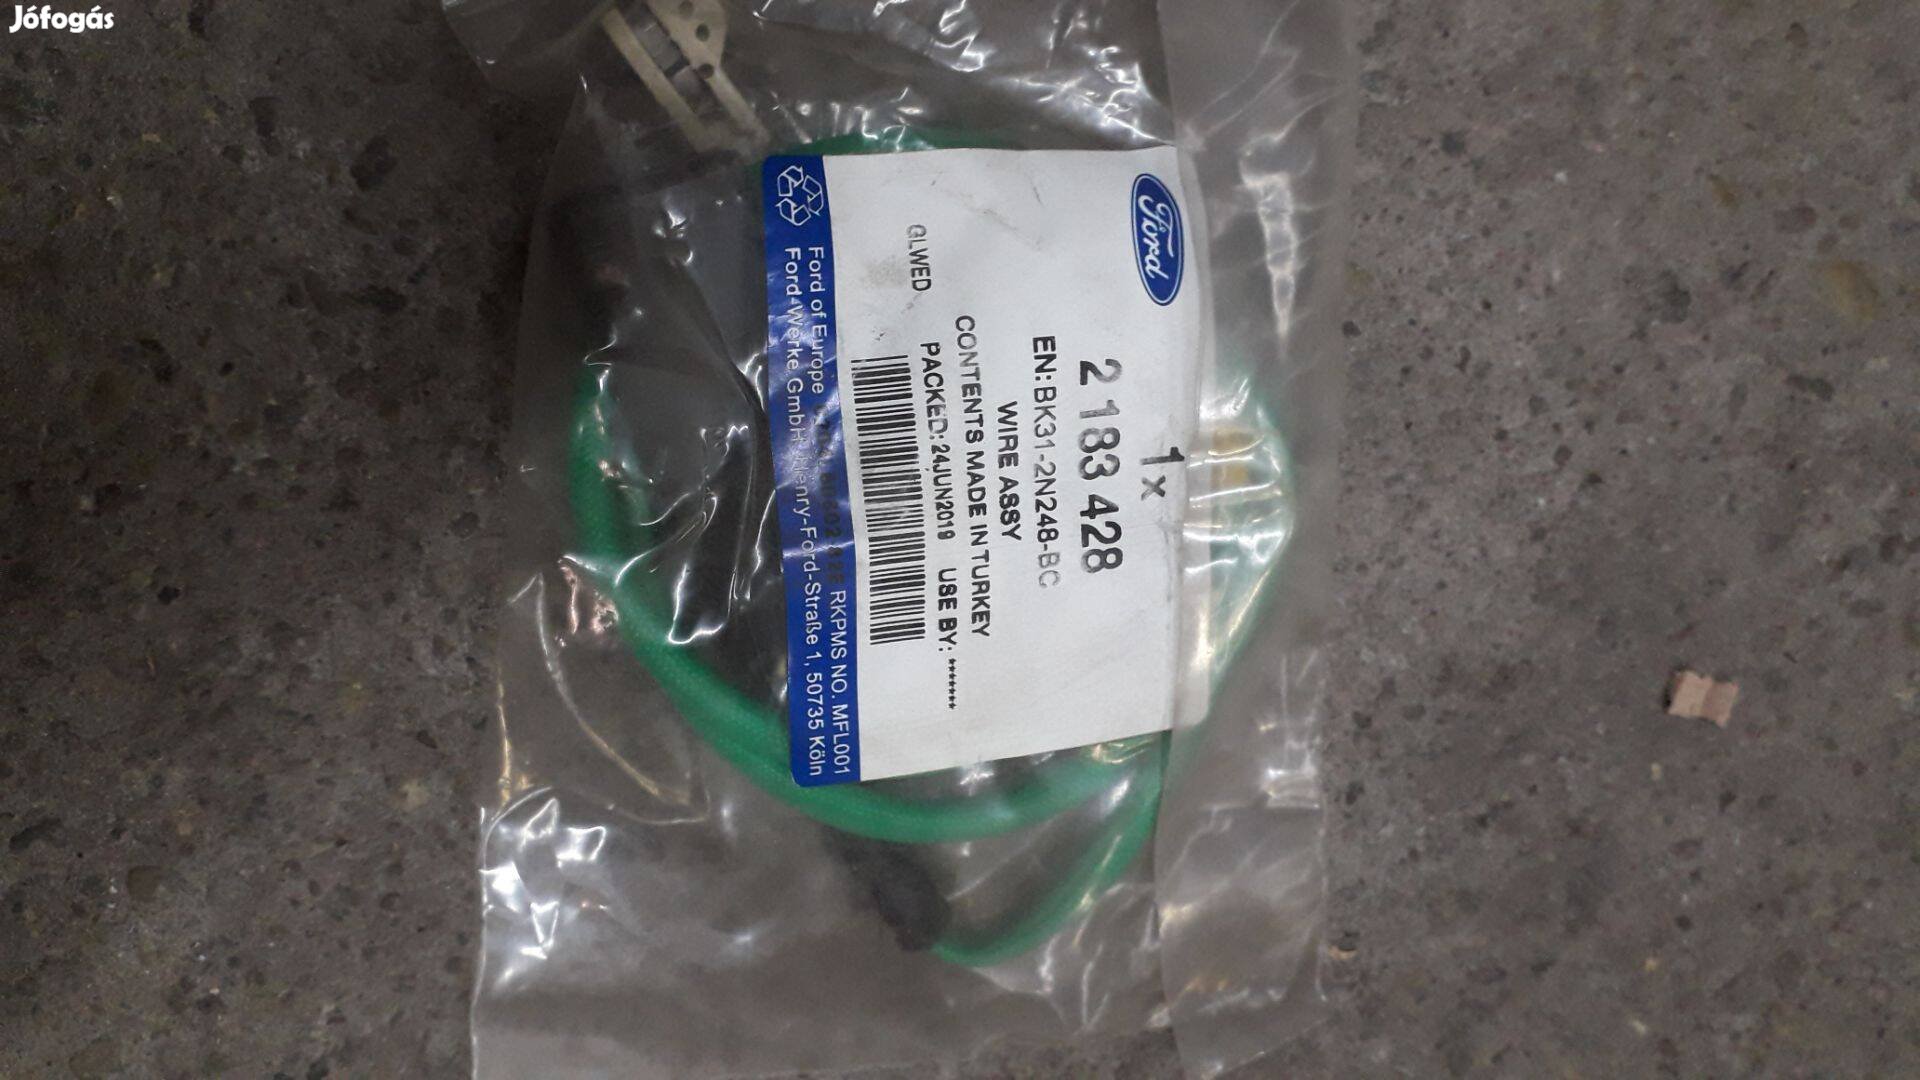 Jófogás
Ford
1x
2 183 428
EN:BK31-2N248-BC
WIRE ASSY
CONTENTS MADE IN TURKEY
GLWED PACKED:24JUN2019 USE BY:*******
Ford of Europe RKPMS NO. MFL001
Ford-Werke GmbH, Henry-Ford-Straße 1, 50735 Köln